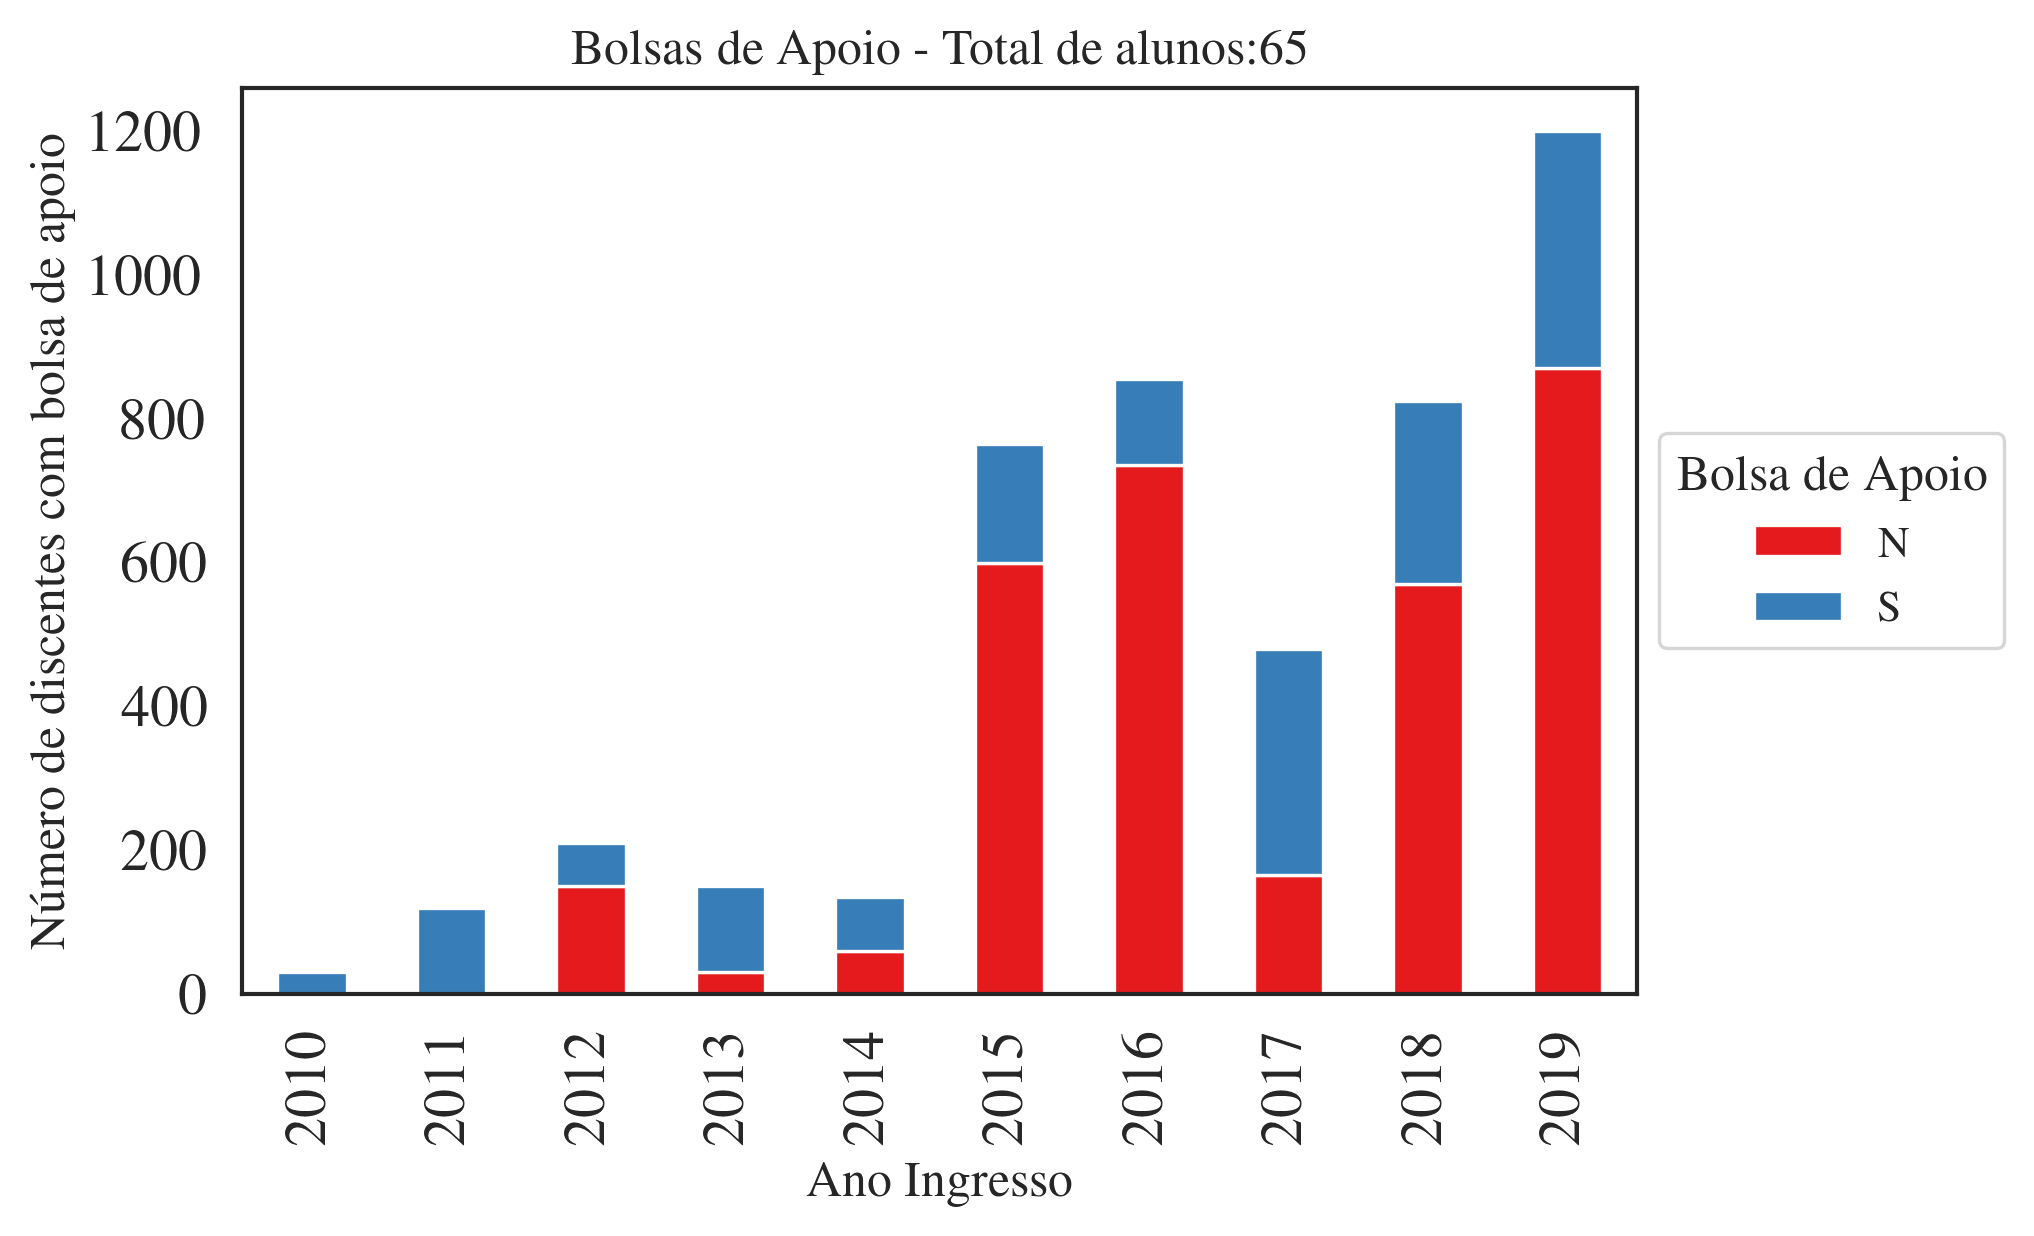 Bolsas de Apoio - Total de alunos:65
Número de discentes com bolsa de apoio
1200
1000
800
600
400
200
0
2010
2011
2012
2013
2014
2015
2016
2017
2018
2019
Ano Ingresso
Bolsa de Apoio
N
S